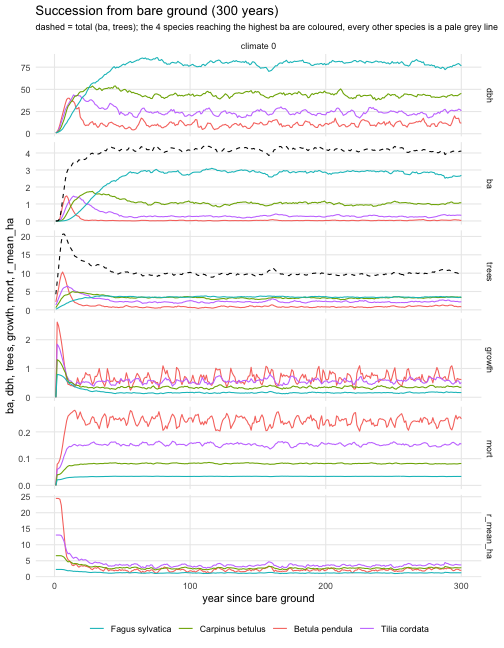 Succession from bare ground (300 years)
dashed = total (ba, trees); the 4 species reaching the highest ba are coloured, every other species is a pale grey line
climate 0
75
50
25
0
dbh
4
3
2
1
0
ba
20
15
10
5
0
trees
2
1
0
growth
0.2
0.1
0.0
mort
25
20
15
10
5
0
r_mean_ha
ba, dbh, trees, growth, mort, r_mean_ha
0 100 200 300
year since bare ground
Fagus sylvatica Carpinus betulus Betula pendula Tilia cordata